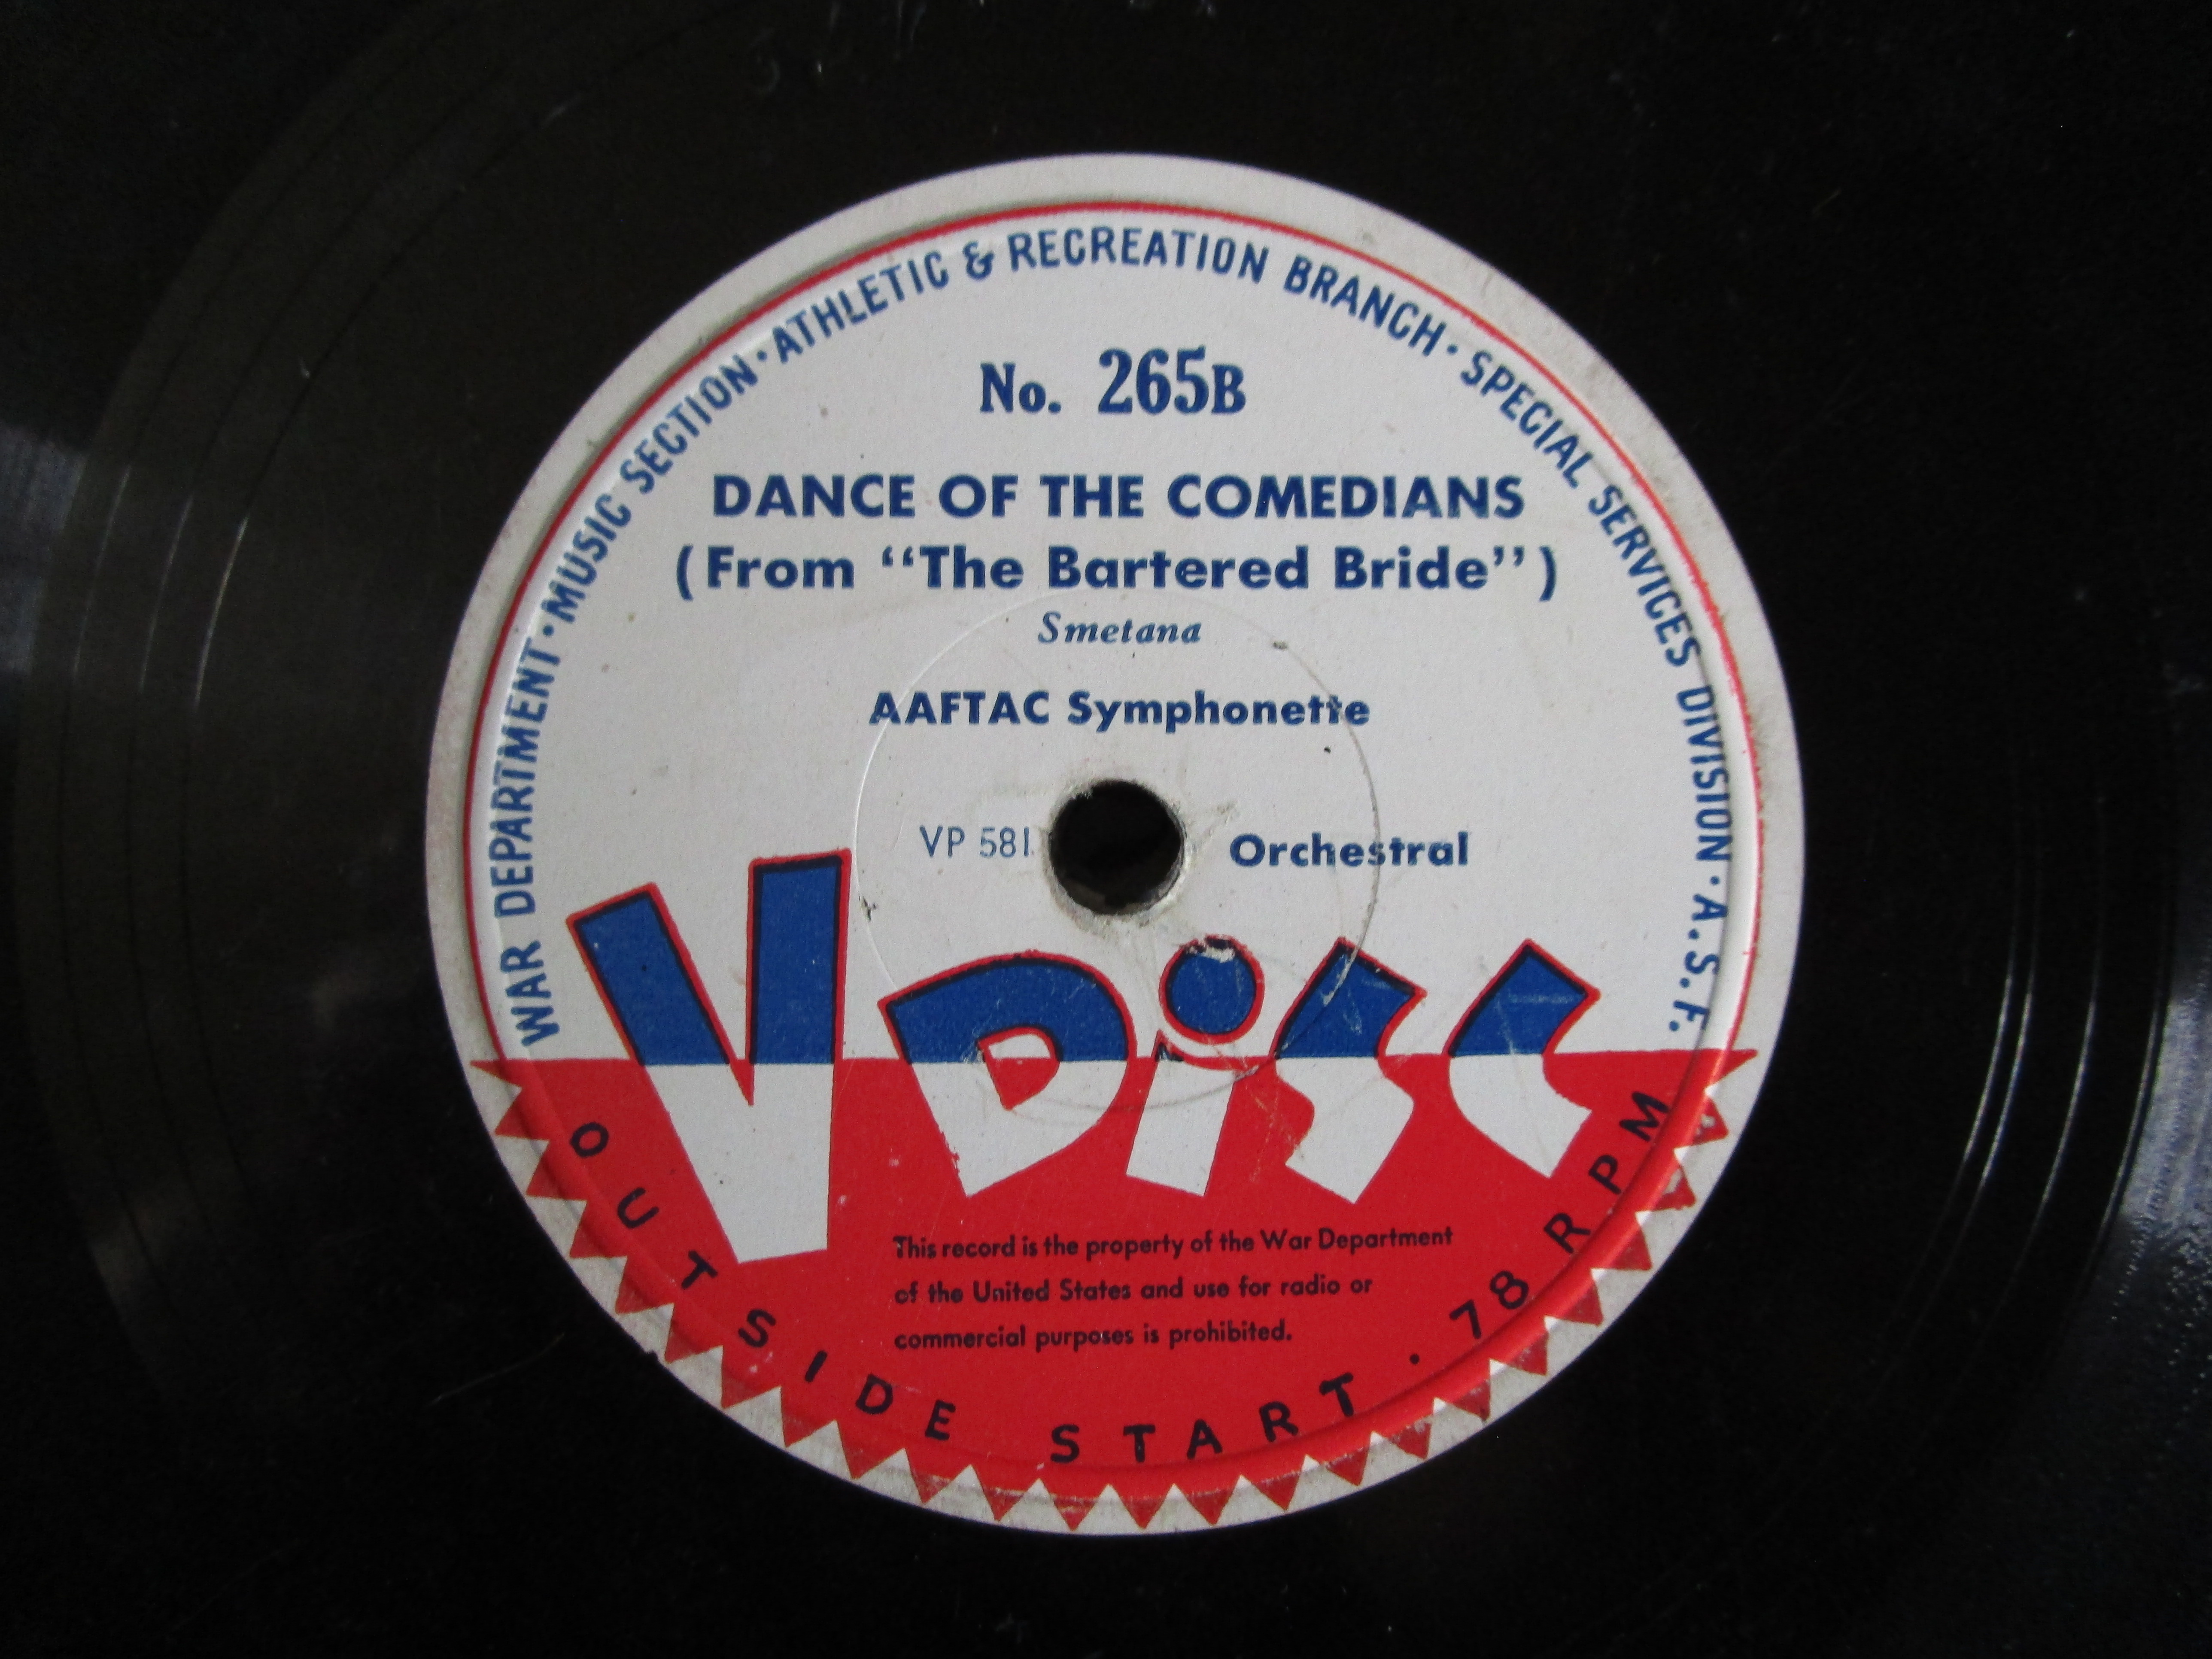 WAR DEPARTMENT · MUSIC SECTION · ATHLETIC & RECREATION BRANCH · SPECIAL SERVICES DIVISION · A.S.F.
No. 265B
DANCE OF THE COMEDIANS
(From “The Bartered Bride”)
Smetana
AAFTAC Symphonette
VP 581 Orchestral
V Disc
This record is the property of the War Department
of the United States and use for radio or
commercial purposes is prohibited.
OUTSIDE START . 78 RPM